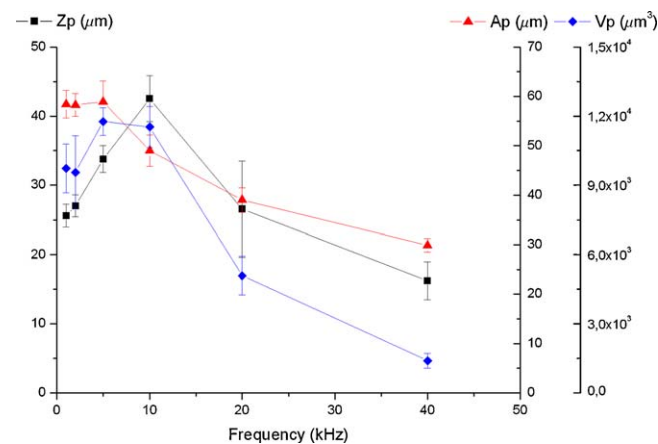 Zp (μm)
Ap (μm)
Vp (μm³)
50
40
30
20
10
0
70
60
50
40
30
20
10
0
1,5x10⁴
1,2x10⁴
9,0x10³
6,0x10³
3,0x10³
0,0
0 10 20 30 40 50
Frequency (kHz)